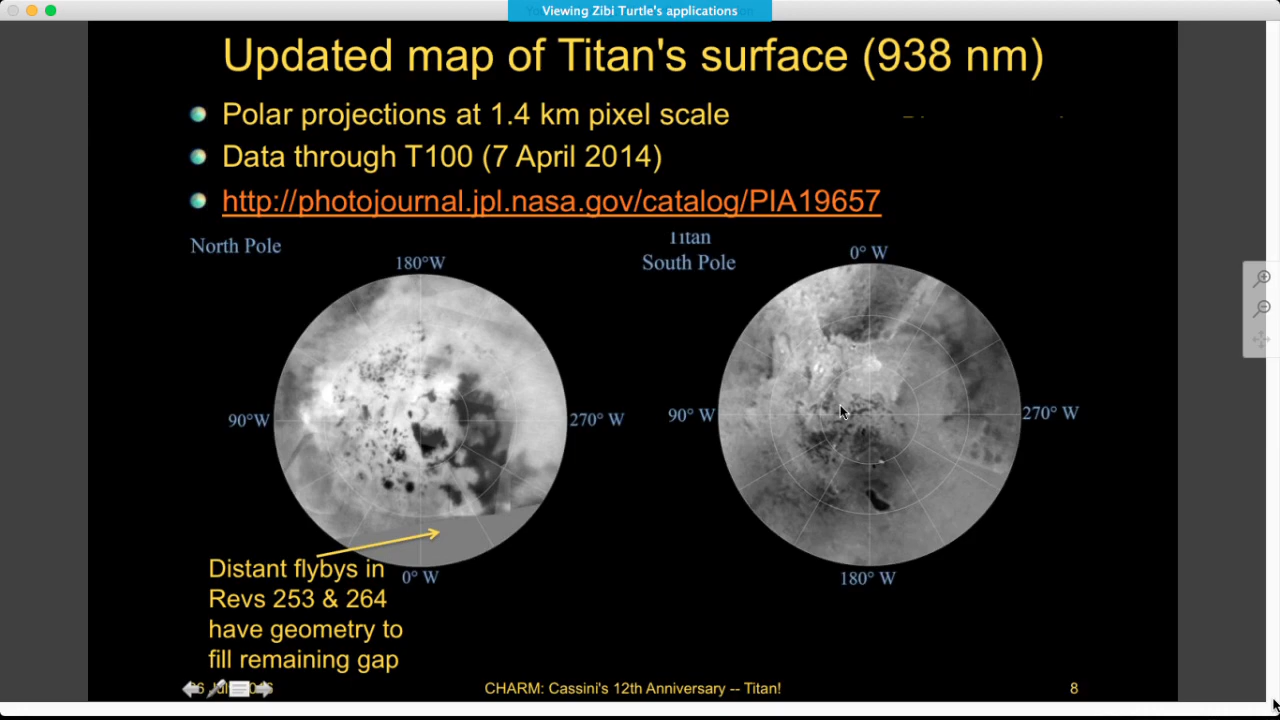 Viewing Zibi Turtle's applications
Updated map of Titan's surface (938 nm)
Polar projections at 1.4 km pixel scale
Data through T100 (7 April 2014)
http://photojournal.jpl.nasa.gov/catalog/PIA19657
North Pole
180°W
90°W
270° W
0° W
Titan
South Pole
0° W
90° W
270° W
180° W
Distant flybys in
Revs 253 & 264
have geometry to
fill remaining gap
CHARM: Cassini's 12th Anniversary -- Titan!
8